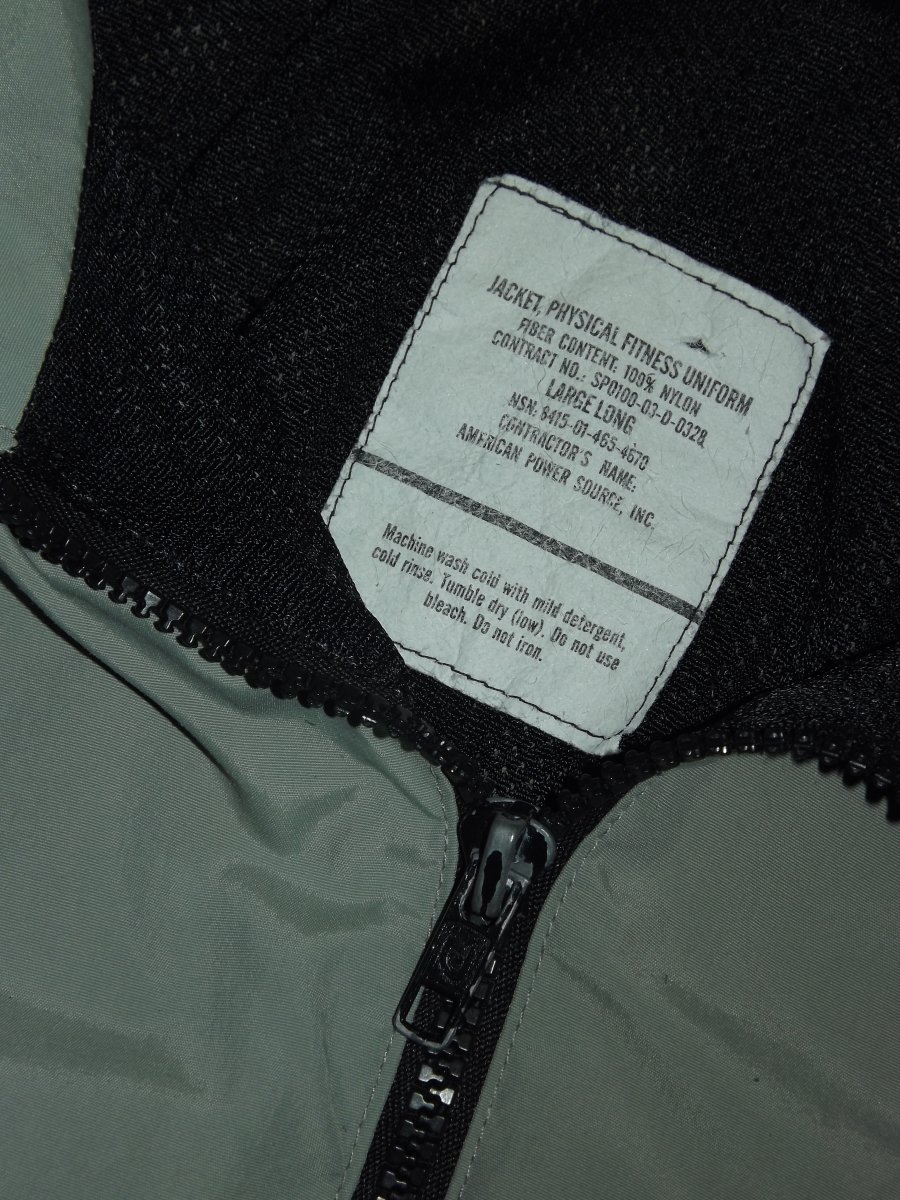 JACKET, PHYSICAL FITNESS UNIFORM
FIBER CONTENT: 100% NYLON
CONTRACT NO.: SPO100-03-D-0328
LARGE LONG
NSN: 8415-01-465-4670
CONTRACTOR'S NAME:
AMERICAN POWER SOURCE, INC.
Machine wash cold with mild detergent,
cold rinse. Tumble dry (low). Do not use
bleach. Do not iron.